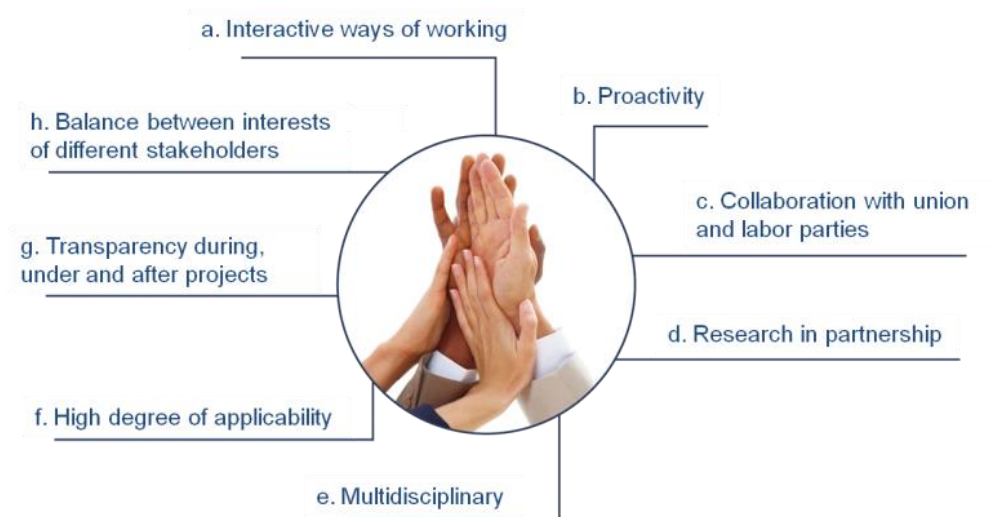 a. Interactive ways of working
b. Proactivity
c. Collaboration with union
and labor parties
d. Research in partnership
e. Multidisciplinary
f. High degree of applicability
g. Transparency during,
under and after projects
h. Balance between interests
of different stakeholders